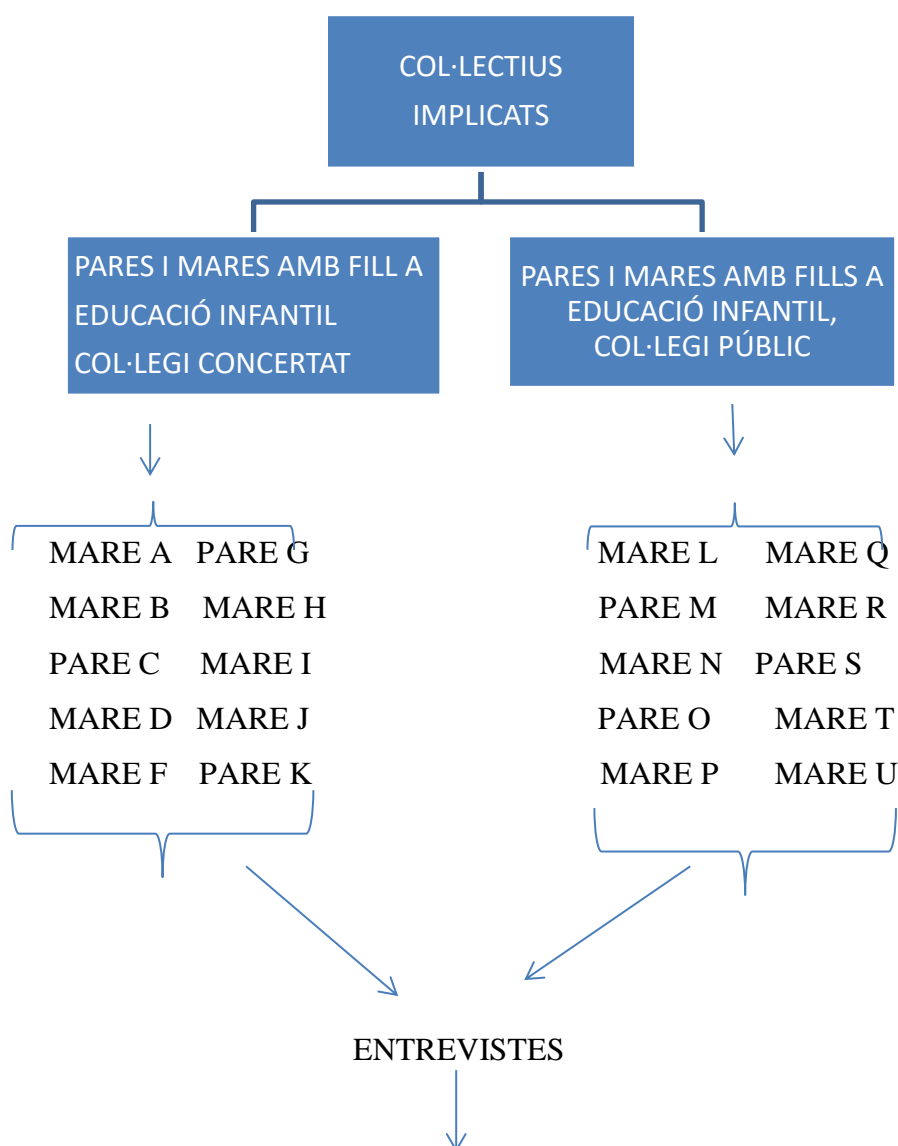 COL·LECTIUS
IMPLICATS
PARES I MARES AMB FILL A
EDUCACIÓ INFANTIL
COL·LEGI CONCERTAT
PARES I MARES AMB FILLS A
EDUCACIÓ INFANTIL,
COL·LEGI PÚBLIC
MARE A PARE G
MARE B MARE H
PARE C MARE I
MARE D MARE J
MARE F PARE K
MARE L MARE Q
PARE M MARE R
MARE N PARE S
PARE O MARE T
MARE P MARE U
ENTREVISTES